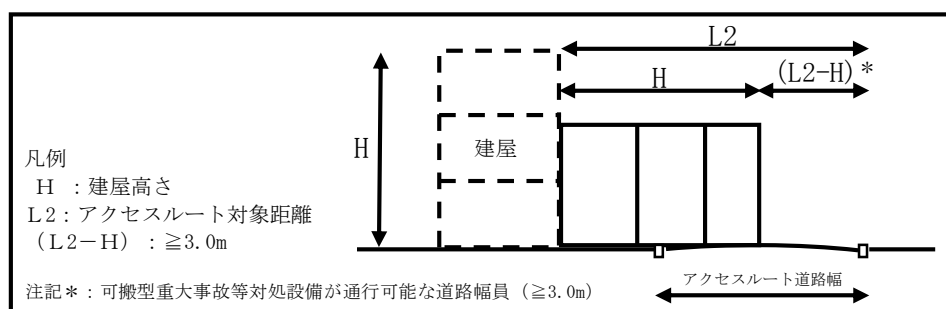 L2
H
(L2-H)*
H
建屋
凡例
H :建屋高さ
L2:アクセスルート対象距離
(L2-H) :≧3.0m
アクセスルート道路幅
注記*:可搬型重大事故等対処設備が通行可能な道路幅員(≧3.0m)